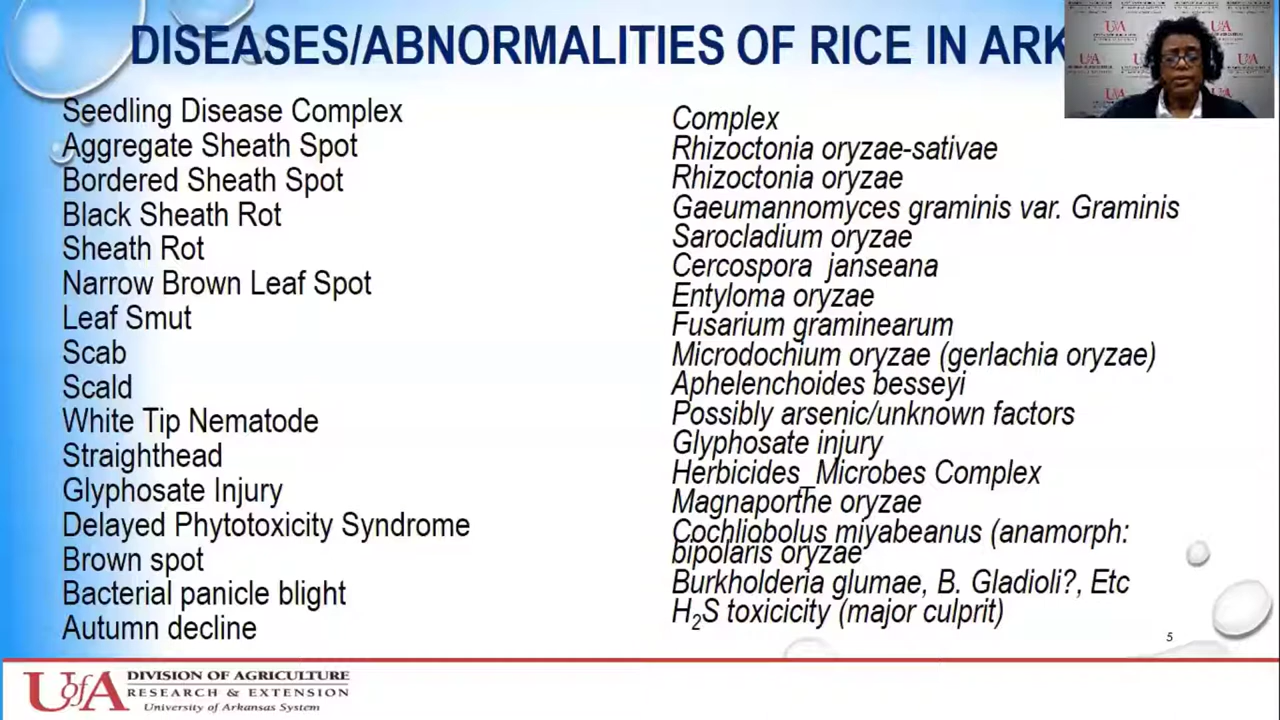 DISEASES/ABNORMALITIES OF RICE IN ARK
Seedling Disease Complex
Aggregate Sheath Spot
Bordered Sheath Spot
Black Sheath Rot
Sheath Rot
Narrow Brown Leaf Spot
Leaf Smut
Scab
Scald
White Tip Nematode
Straighthead
Glyphosate Injury
Delayed Phytotoxicity Syndrome
Brown spot
Bacterial panicle blight
Autumn decline
Complex
Rhizoctonia oryzae-sativae
Rhizoctonia oryzae
Gaeumannomyces graminis var. Graminis
Sarocladium oryzae
Cercospora janseana
Entyloma oryzae
Fusarium graminearum
Microdochium oryzae (gerlachia oryzae)
Aphelenchoides besseyi
Possibly arsenic/unknown factors
Glyphosate injury
Herbicides_Microbes Complex
Magnaporthe oryzae
Cochliobolus miyabeanus (anamorph:
bipolaris oryzae
Burkholderia glumae, B. Gladioli?, Etc
H₂S toxicicity (major culprit)
5
UofA
DIVISION OF AGRICULTURE
RESEARCH & EXTENSION
University of Arkansas System